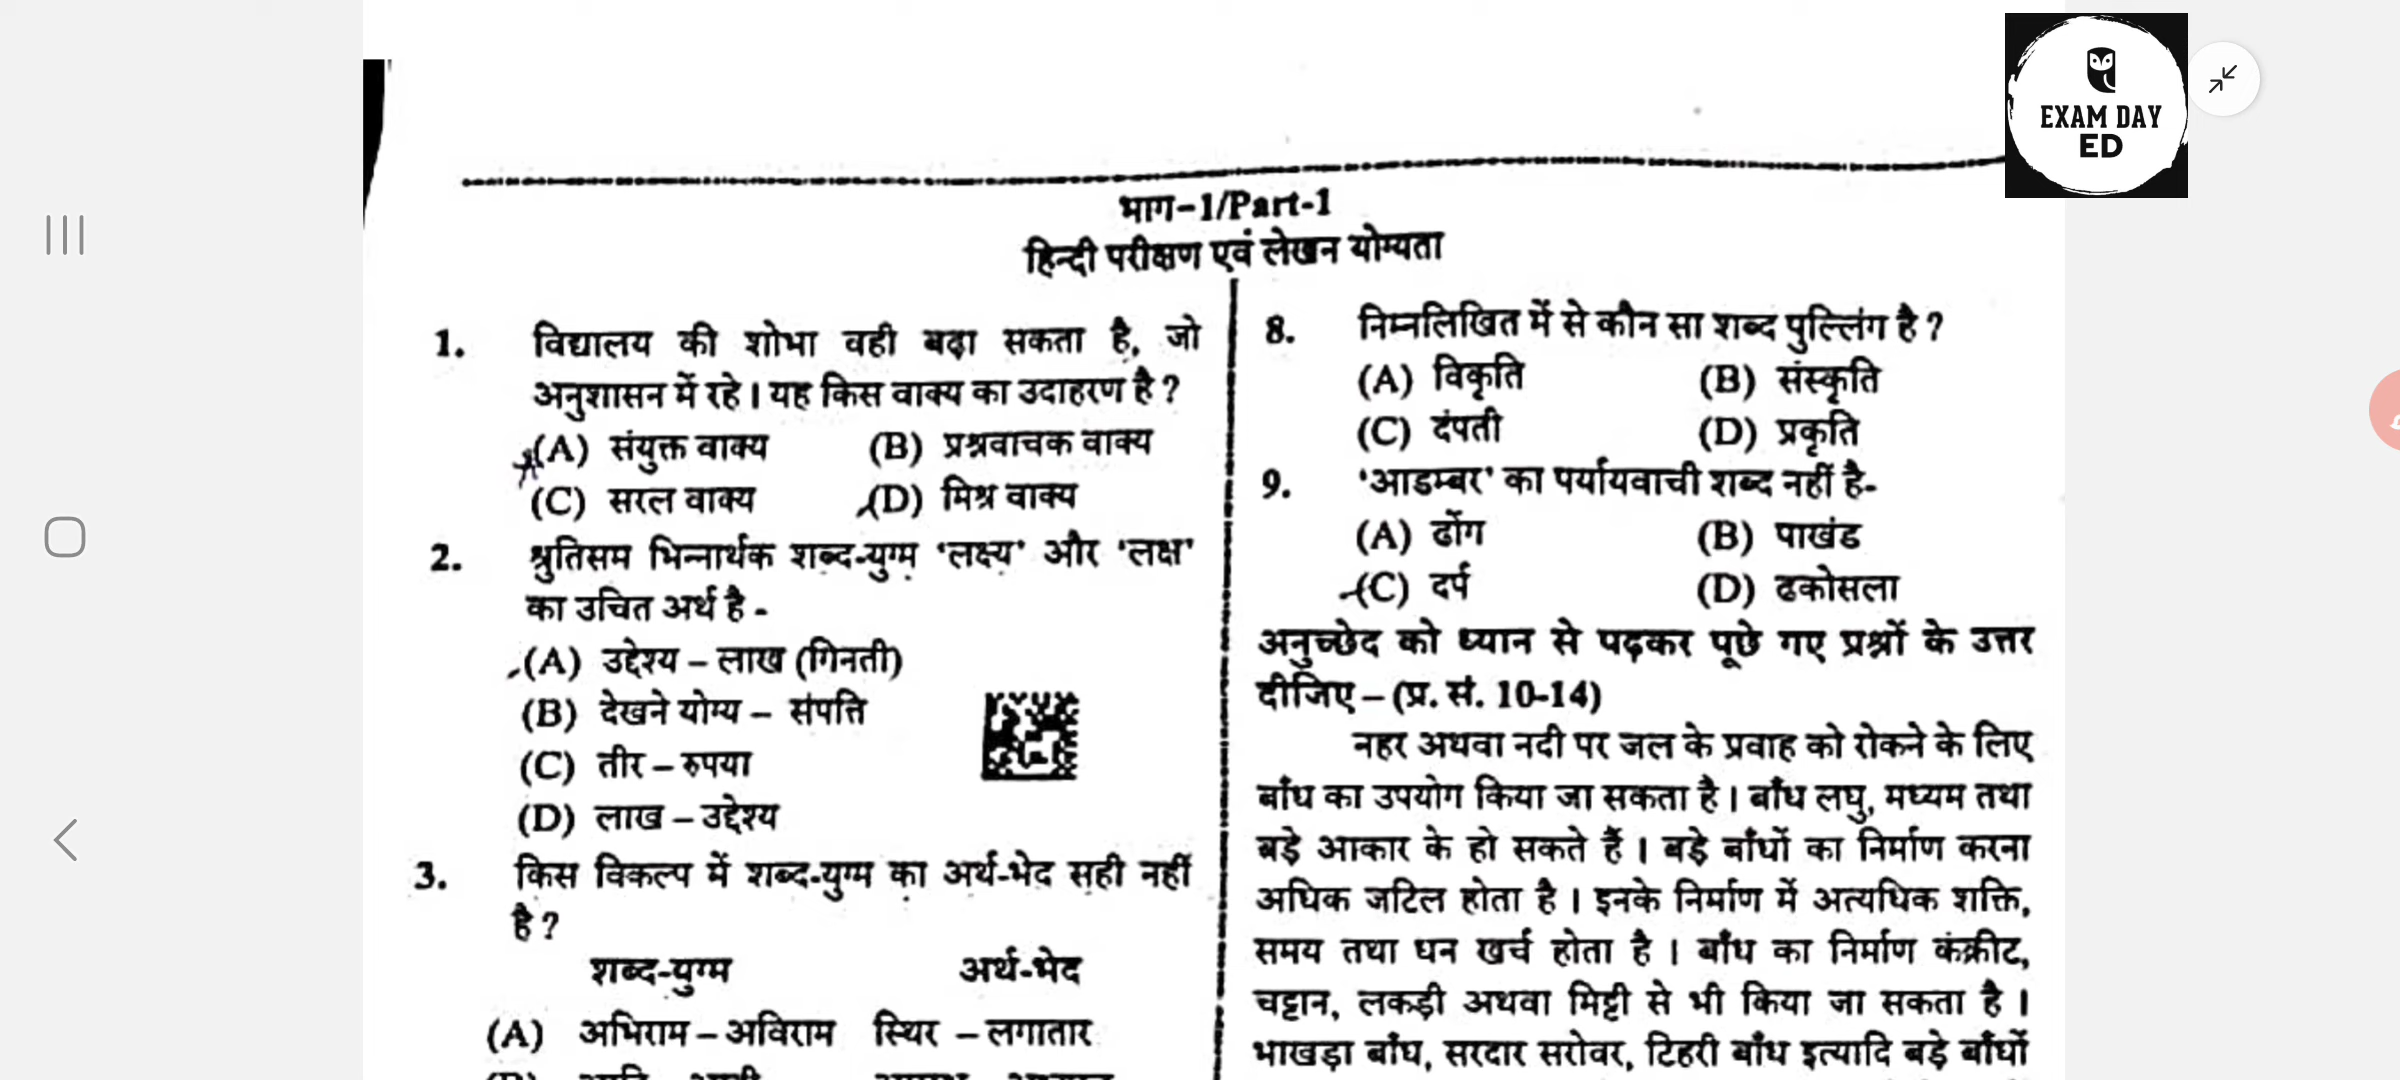 EXAM DAY
ED
भाग-1/Part-1
हिन्दी परीक्षण एवं लेखन योग्यता
1. विद्यालय की शोभा वही बढ़ा सकता है, जो
अनुशासन में रहे । यह किस वाक्य का उदाहरण है ?
(A) संयुक्त वाक्य (B) प्रश्नवाचक वाक्य
(C) सरल वाक्य (D) मिश्र वाक्य
2. श्रुतिसम भिन्नार्थक शब्द-युग्म ‘लक्ष्य’ और ‘लक्ष’
का उचित अर्थ है -
(A) उद्देश्य – लाख (गिनती)
(B) देखने योग्य – संपत्ति
(C) तीर – रुपया
(D) लाख – उद्देश्य
3. किस विकल्प में शब्द-युग्म का अर्थ-भेद सही नहीं
है ?
शब्द-युग्म अर्थ-भेद
(A) अभिराम – अविराम स्थिर – लगातार
8. निम्नलिखित में से कौन सा शब्द पुल्लिंग है ?
(A) विकृति (B) संस्कृति
(C) दंपती (D) प्रकृति
9. ‘आडम्बर’ का पर्यायवाची शब्द नहीं है-
(A) ढोंग (B) पाखंड
(C) दर्प (D) ढकोसला
अनुच्छेद को ध्यान से पढ़कर पूछे गए प्रश्नों के उत्तर
दीजिए – (प्र. सं. 10-14)
नहर अथवा नदी पर जल के प्रवाह को रोकने के लिए
बाँध का उपयोग किया जा सकता है । बाँध लघु, मध्यम तथा
बड़े आकार के हो सकते हैं । बड़े बाँधों का निर्माण करना
अधिक जटिल होता है । इनके निर्माण में अत्यधिक शक्ति,
समय तथा धन खर्च होता है । बाँध का निर्माण कंक्रीट,
चट्टान, लकड़ी अथवा मिट्टी से भी किया जा सकता है ।
भाखड़ा बाँध, सरदार सरोवर, टिहरी बाँध इत्यादि बड़े बाँधों